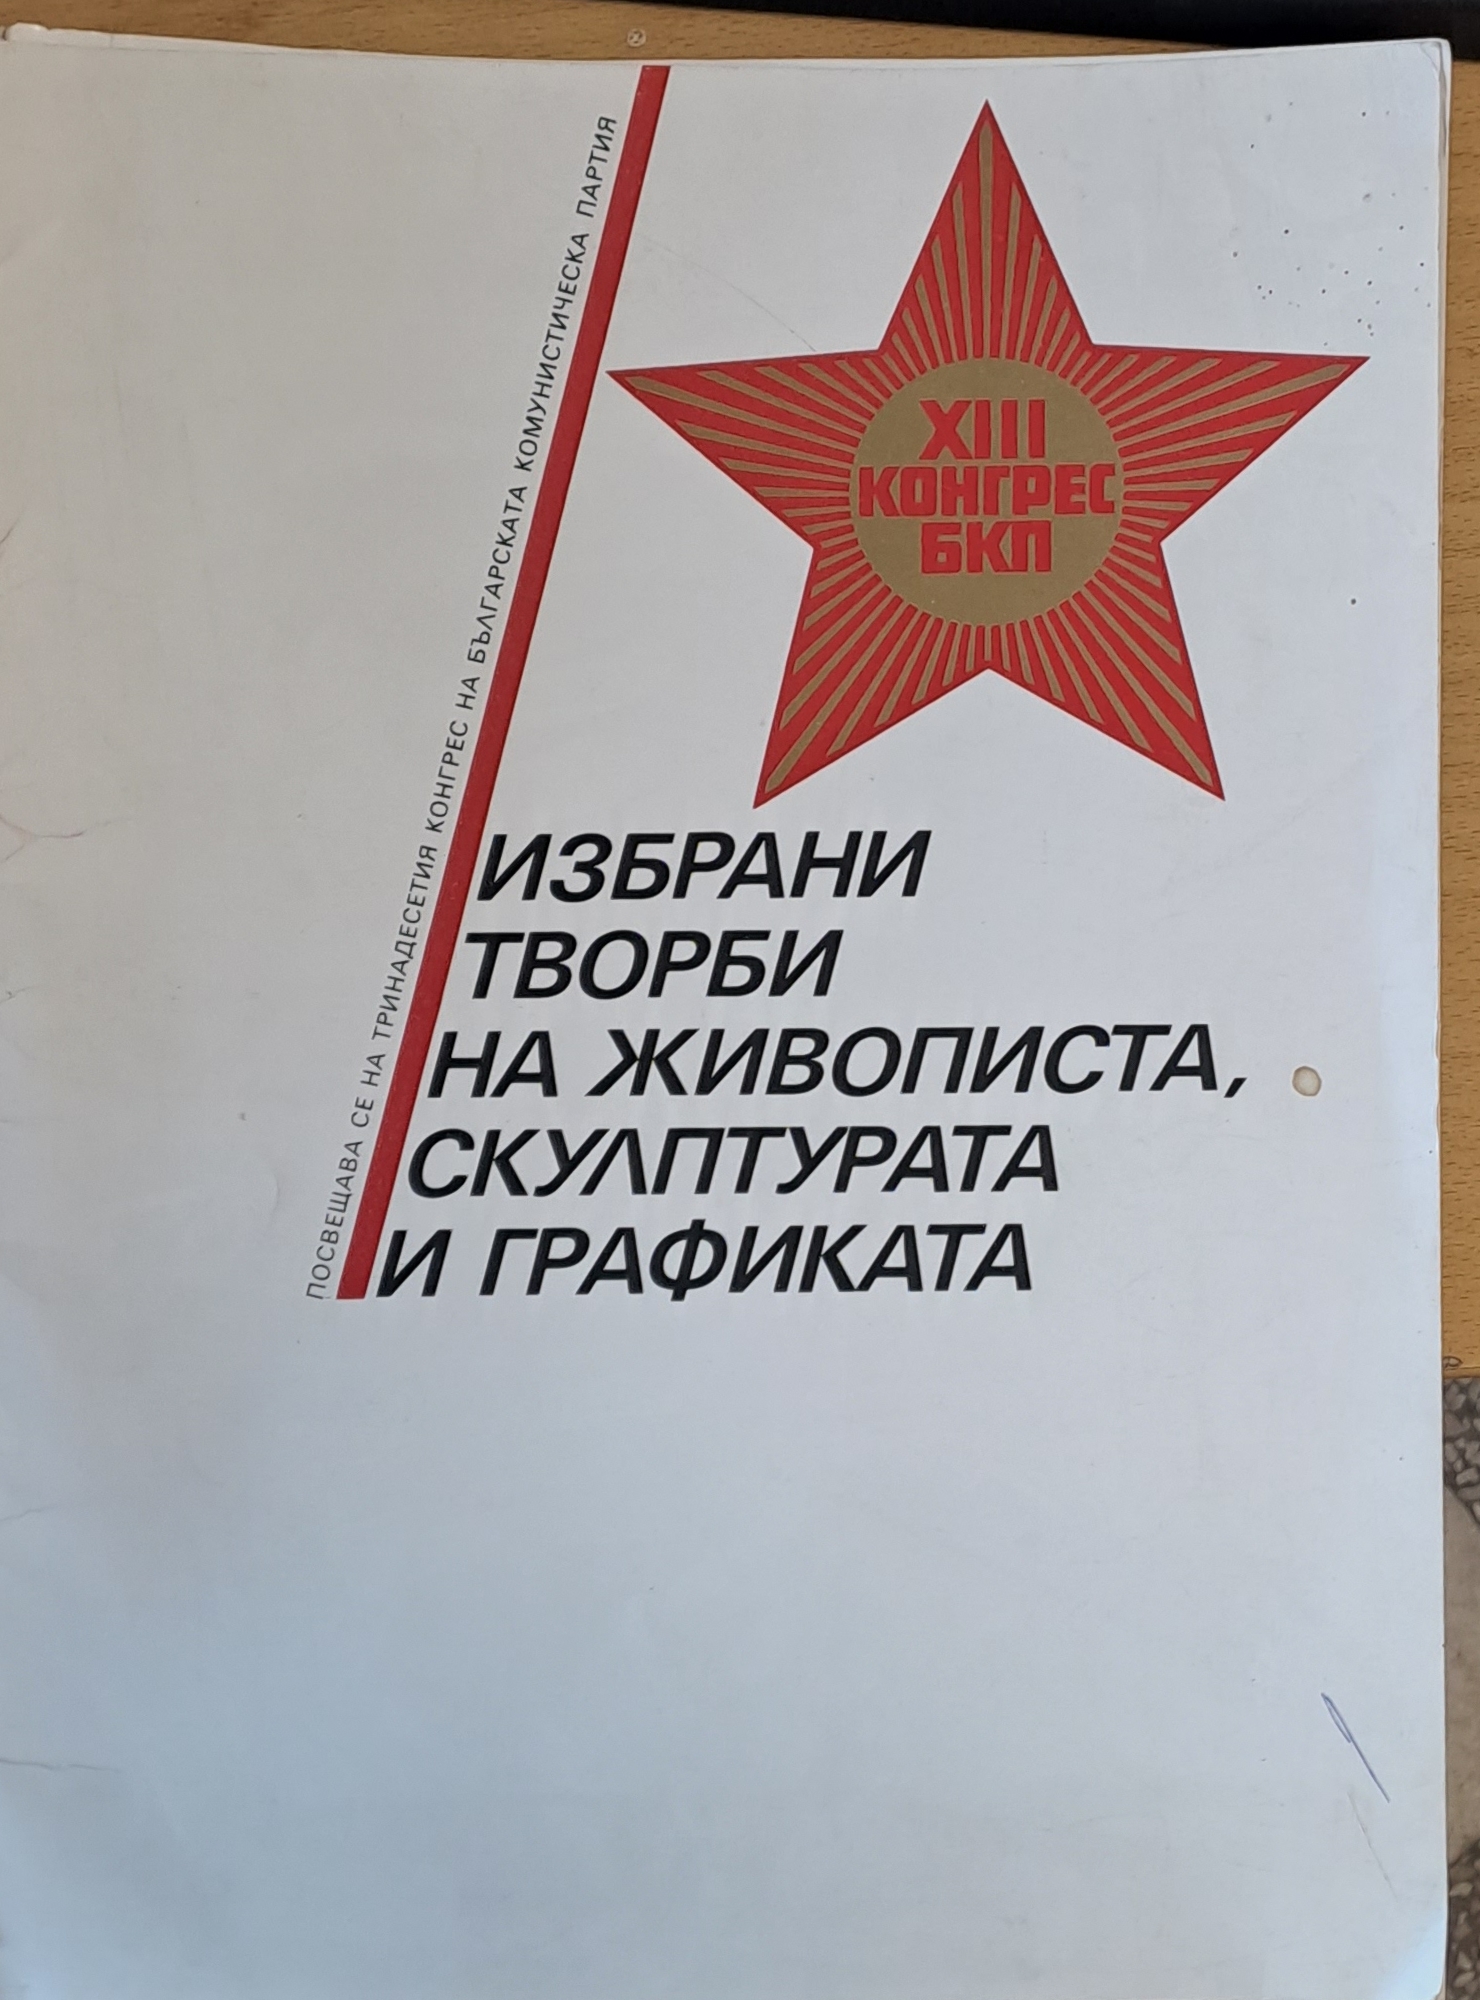 ПОСВЕЩАВА СЕ НА ТРИНАДЕСЕТИЯ КОНГРЕС НА БЪЛГАРСКАТА КОМУНИСТИЧЕСКА ПАРТИЯ
XIII
КОНГРЕС
БКП
ИЗБРАНИ
ТВОРБИ
НА ЖИВОПИСТА,
СКУЛПТУРАТА
И ГРАФИКАТА